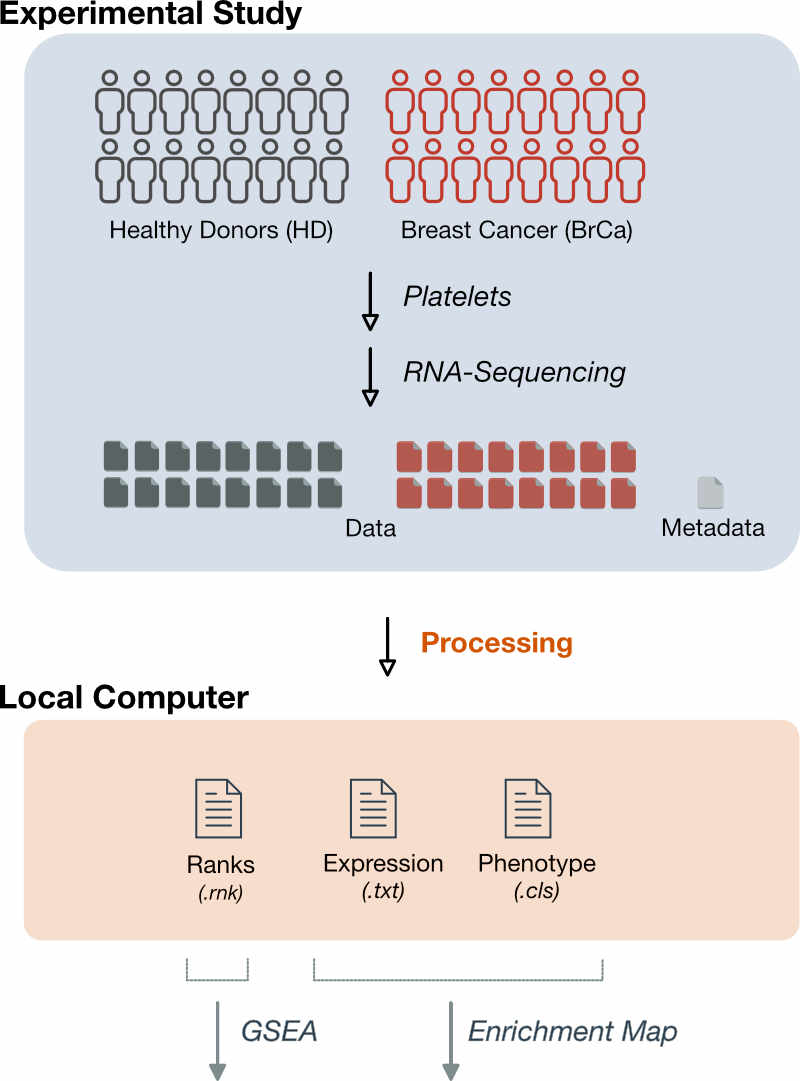 Experimental Study
Healthy Donors (HD)
Breast Cancer (BrCa)
Platelets
RNA-Sequencing
Data
Metadata
Processing
Local Computer
Ranks
(.rnk)
Expression
(.txt)
Phenotype
(.cls)
GSEA
Enrichment Map